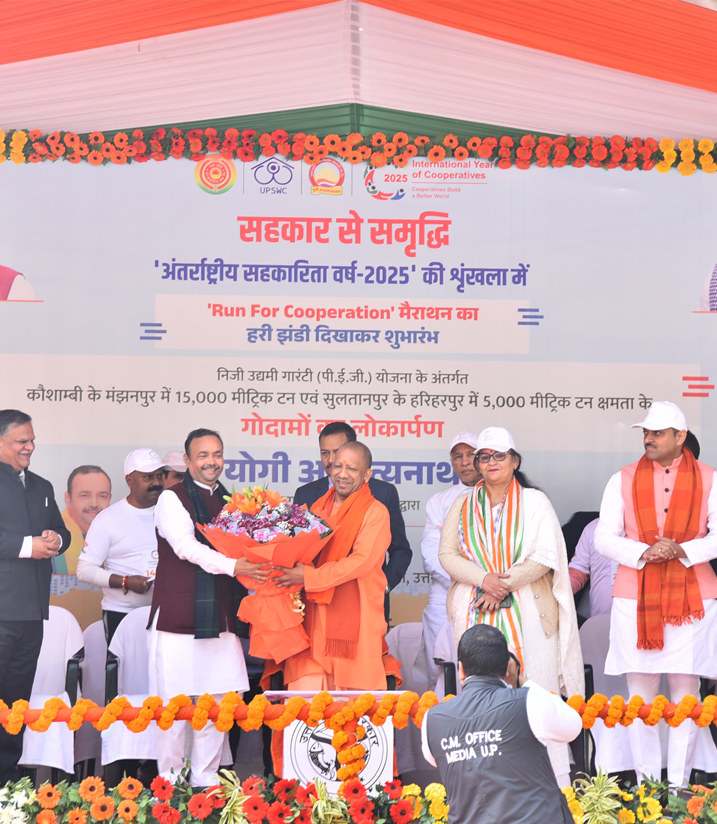 UPSWC
2025
International Year
of Cooperatives
Cooperatives Build
a Better World
सहकार से समृद्धि
'अंतर्राष्ट्रीय सहकारिता वर्ष-2025' की श्रृंखला में
'Run For Cooperation' मैराथन का
हरी झंडी दिखाकर शुभारंभ
निजी उद्यमी गारंटी (पी.ई.जी.) योजना के अंतर्गत
कौशाम्बी के मंझनपुर में 15,000 मीट्रिक टन एवं सुलतानपुर के हरिहरपुर में 5,000 मीट्रिक टन क्षमता के
गोदामों का लोकार्पण
योगी
द्वारा
C.M. OFFICE
MEDIA U.P.